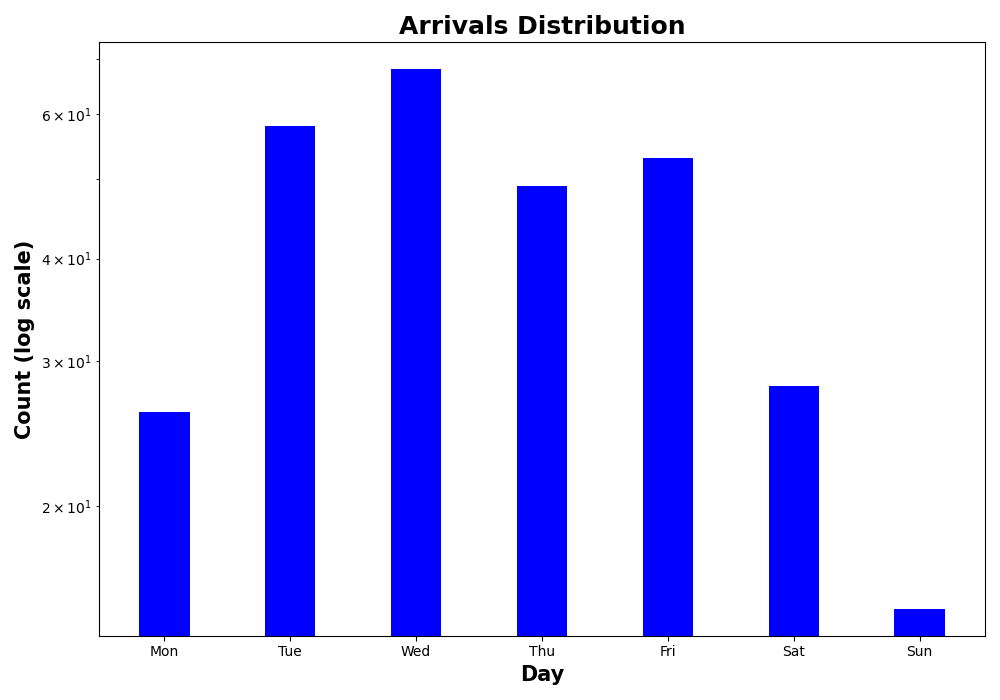 Arrivals Distribution
Count (log scale)
6 × 10¹
4 × 10¹
3 × 10¹
2 × 10¹
Mon Tue Wed Thu Fri Sat Sun
Day